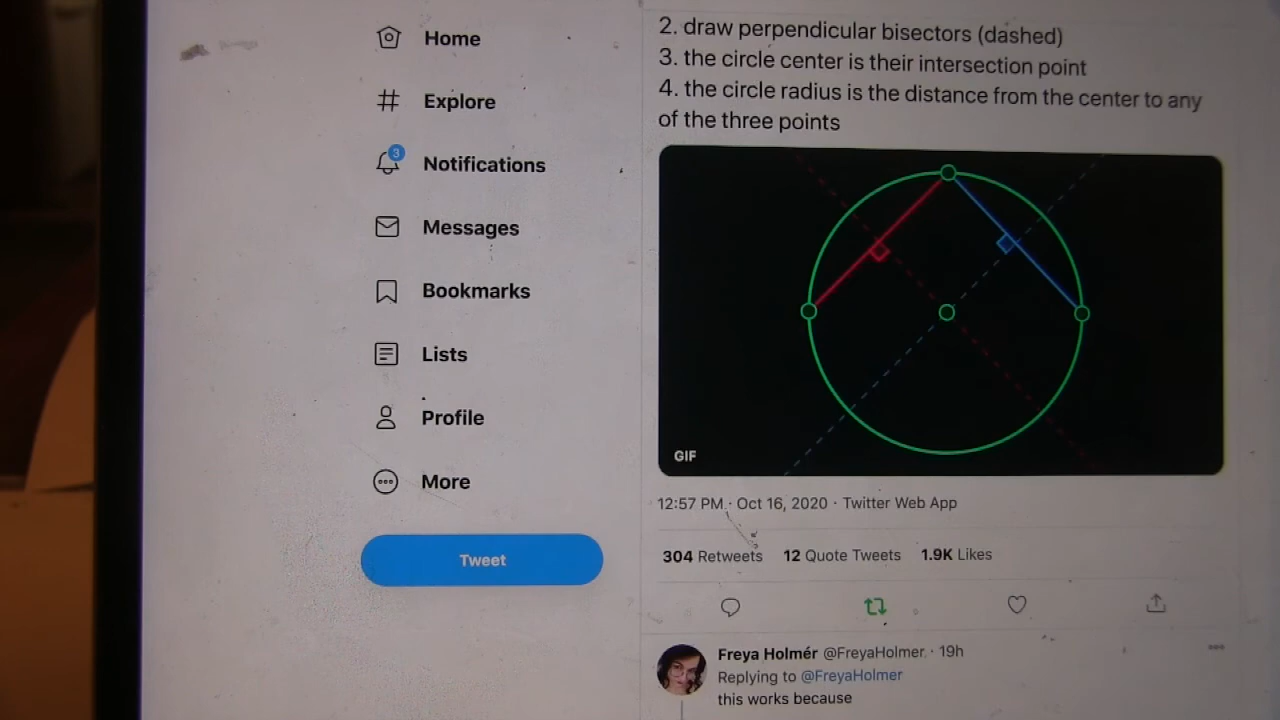 Home
Explore
3
Notifications
Messages
Bookmarks
Lists
Profile
More
Tweet
2. draw perpendicular bisectors (dashed)
3. the circle center is their intersection point
4. the circle radius is the distance from the center to any
of the three points
GIF
12:57 PM · Oct 16, 2020 · Twitter Web App
304 Retweets 12 Quote Tweets 1.9K Likes
Freya Holmér @FreyaHolmer · 19h
Replying to @FreyaHolmer
this works because